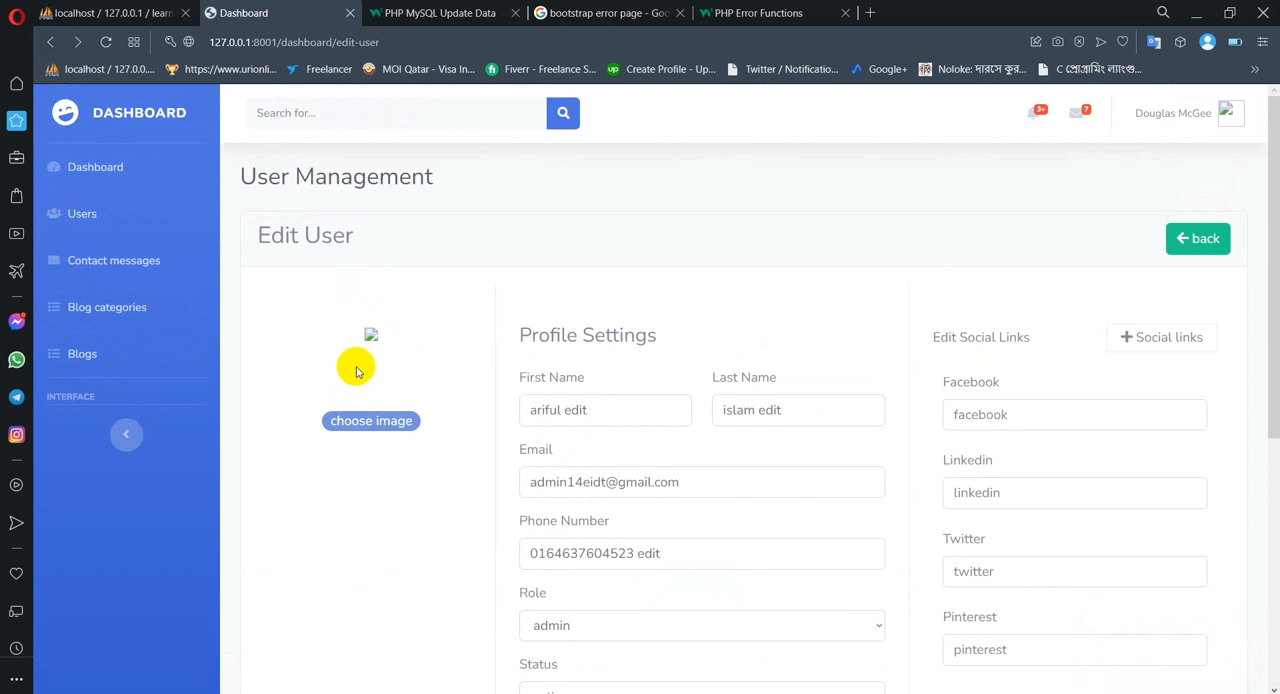 localhost / 127.0.0.1 / learn
Dashboard
PHP MySQL Update Data
bootstrap error page - Goo
PHP Error Functions
127.0.0.1:8001/dashboard/edit-user
localhost / 127.0.0....
https://www.urionli...
Freelancer
MOI Qatar - Visa In...
Fiverr - Freelance S...
Create Profile - Up...
Twitter / Notificatio...
Google+
Noloke: দারসে কুর...
C প্রোগ্রামিং ল্যাংগু...
DASHBOARD
Search for...
3+
7
Douglas McGee
Dashboard
Users
Contact messages
Blog categories
Blogs
INTERFACE
User Management
Edit User
back
choose image
Profile Settings
First Name
Last Name
ariful edit
islam edit
Email
admin14eidt@gmail.com
Phone Number
0164637604523 edit
Role
admin
Status
Edit Social Links
+ Social links
Facebook
facebook
Linkedin
linkedin
Twitter
twitter
Pinterest
pinterest